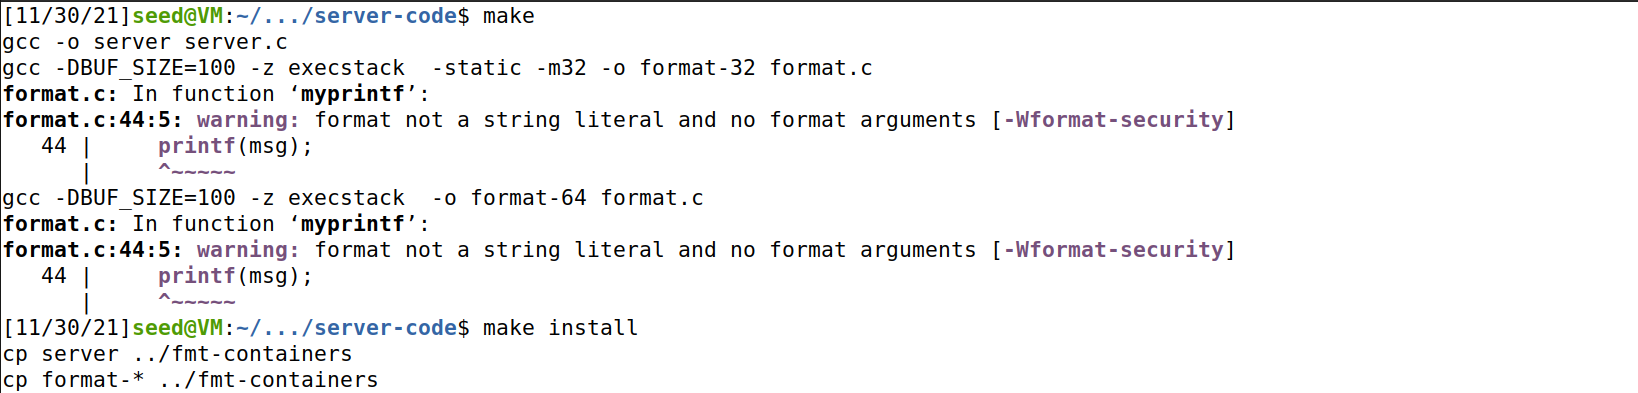 [11/30/21]seed@VM:~/.../server-code$ make
gcc -o server server.c
gcc -DBUF_SIZE=100 -z execstack  -static -m32 -o format-32 format.c
format.c: In function ‘myprintf’:
format.c:44:5: warning: format not a string literal and no format arguments [-Wformat-security]
   44 |     printf(msg);
      |     ^~~~~~
gcc -DBUF_SIZE=100 -z execstack  -o format-64 format.c
format.c: In function ‘myprintf’:
format.c:44:5: warning: format not a string literal and no format arguments [-Wformat-security]
   44 |     printf(msg);
      |     ^~~~~~
[11/30/21]seed@VM:~/.../server-code$ make install
cp server ../fmt-containers
cp format-* ../fmt-containers